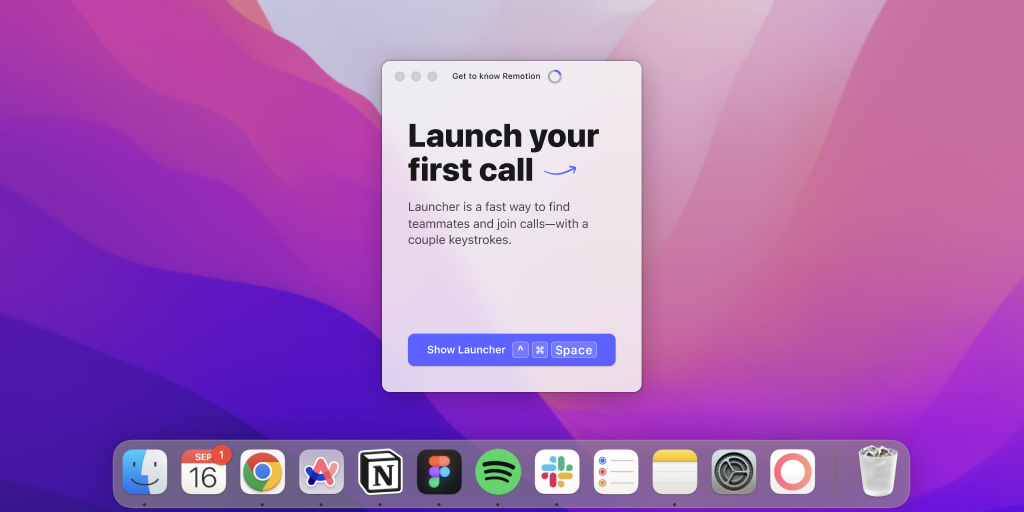 Get to know Remotion
Launch your
first call
Launcher is a fast way to find
teammates and join calls—with a
couple keystrokes.
Show Launcher ^ ⌘ Space
SEP 1
16
N